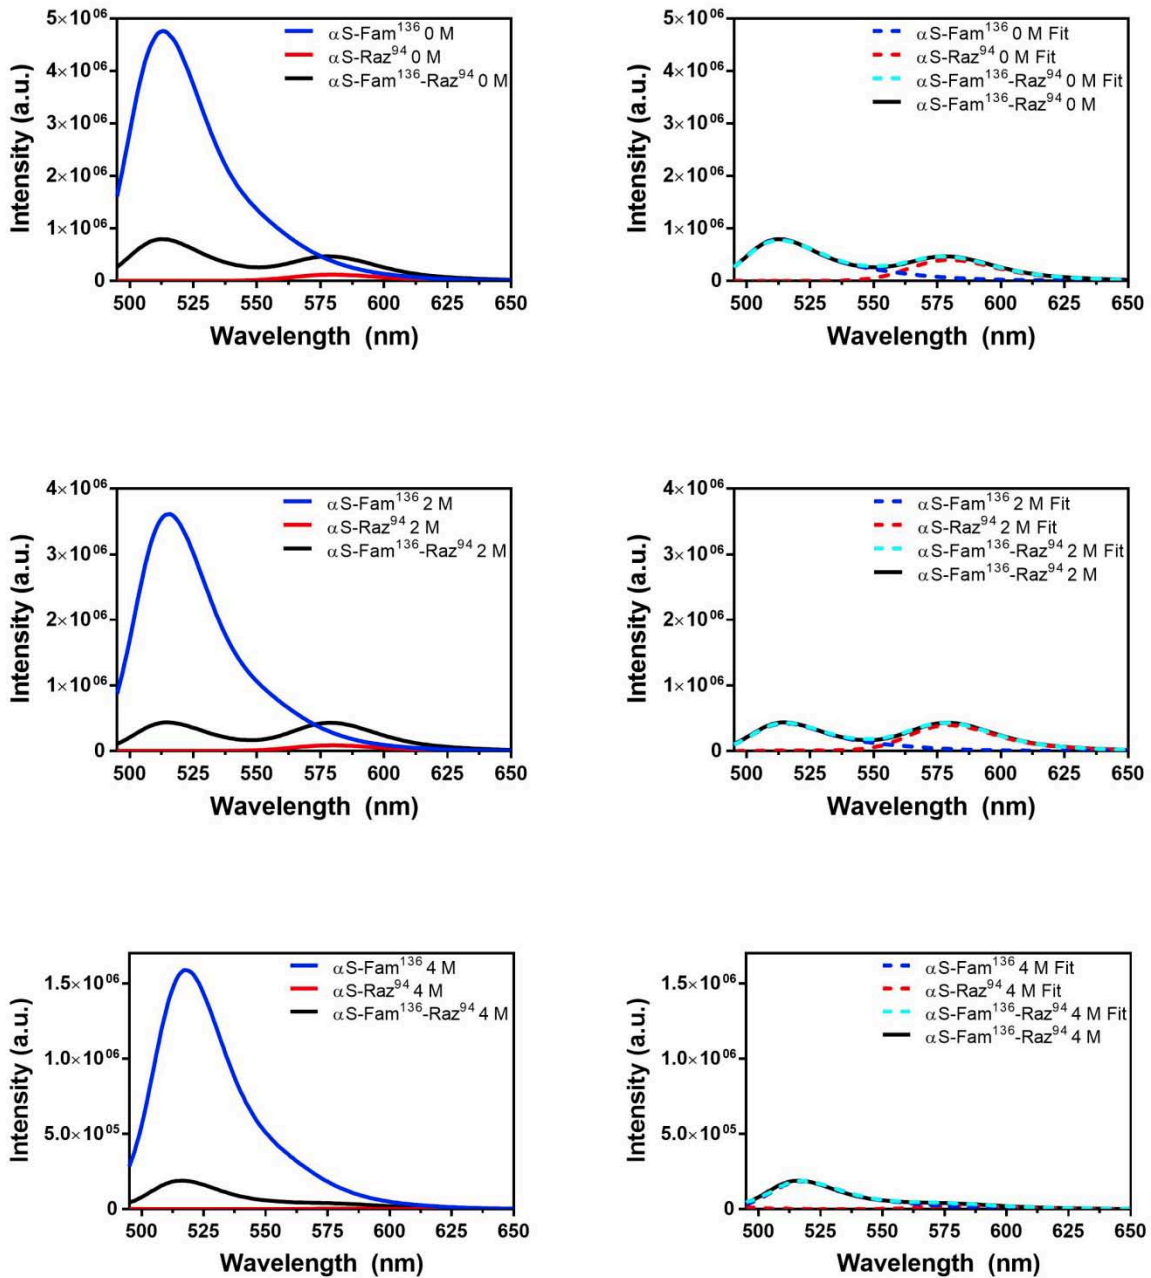 5×10⁰⁶
4×10⁰⁶
3×10⁰⁶
2×10⁰⁶
1×10⁰⁶
0
Intensity (a.u.)
αS-Fam¹³⁶ 0 M
αS-Raz⁹⁴ 0 M
αS-Fam¹³⁶-Raz⁹⁴ 0 M
500 525 550 575 600 625 650
Wavelength (nm)
5×10⁰⁶
4×10⁰⁶
3×10⁰⁶
2×10⁰⁶
1×10⁰⁶
0
Intensity (a.u.)
αS-Fam¹³⁶ 0 M Fit
αS-Raz⁹⁴ 0 M Fit
αS-Fam¹³⁶-Raz⁹⁴ 0 M Fit
αS-Fam¹³⁶-Raz⁹⁴ 0 M
500 525 550 575 600 625 650
Wavelength (nm)
4×10⁰⁶
3×10⁰⁶
2×10⁰⁶
1×10⁰⁶
0
Intensity (a.u.)
αS-Fam¹³⁶ 2 M
αS-Raz⁹⁴ 2 M
αS-Fam¹³⁶-Raz⁹⁴ 2 M
500 525 550 575 600 625 650
Wavelength (nm)
4×10⁰⁶
3×10⁰⁶
2×10⁰⁶
1×10⁰⁶
0
Intensity (a.u.)
αS-Fam¹³⁶ 2 M Fit
αS-Raz⁹⁴ 2 M Fit
αS-Fam¹³⁶-Raz⁹⁴ 2 M Fit
αS-Fam¹³⁶-Raz⁹⁴ 2 M
500 525 550 575 600 625 650
Wavelength (nm)
1.5×10⁰⁶
1.0×10⁰⁶
5.0×10⁰⁵
0
Intensity (a.u.)
αS-Fam¹³⁶ 4 M
αS-Raz⁹⁴ 4 M
αS-Fam¹³⁶-Raz⁹⁴ 4 M
500 525 550 575 600 625 650
Wavelength (nm)
1.5×10⁰⁶
1.0×10⁰⁶
5.0×10⁰⁵
0
Intensity (a.u.)
αS-Fam¹³⁶ 4 M Fit
αS-Raz⁹⁴ 4 M Fit
αS-Fam¹³⁶-Raz⁹⁴ 4 M Fit
αS-Fam¹³⁶-Raz⁹⁴ 4 M
500 525 550 575 600 625 650
Wavelength (nm)